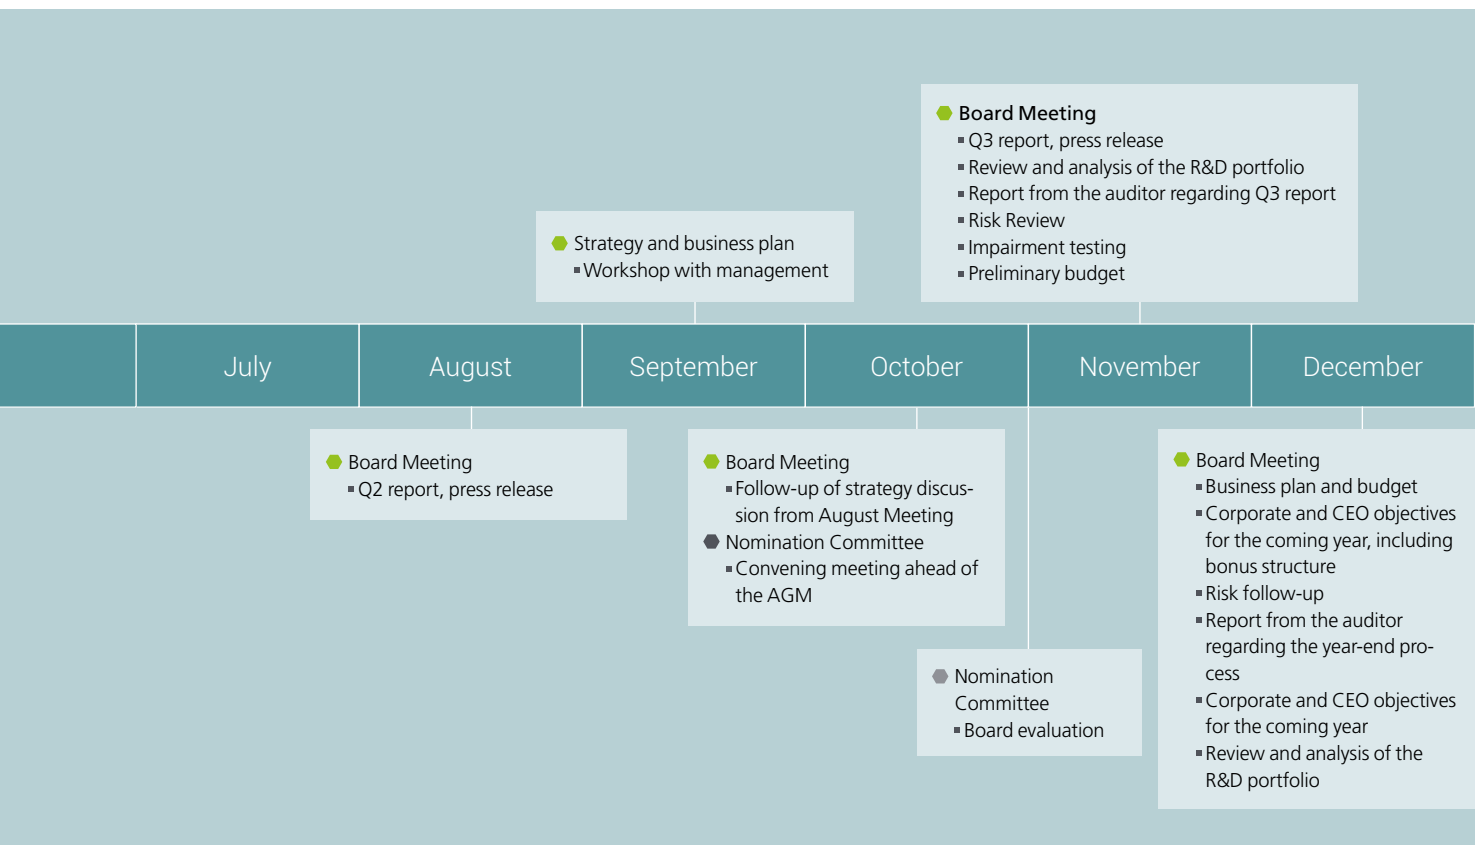 Board Meeting
Q3 report, press release
Review and analysis of the R&D portfolio
Report from the auditor regarding Q3 report
Risk Review
Impairment testing
Preliminary budget
Strategy and business plan
Workshop with management
July
August
September
October
November
December
Board Meeting
Q2 report, press release
Board Meeting
Follow-up of strategy discus-
sion from August Meeting
Nomination Committee
Convening meeting ahead of
the AGM
Nomination
Committee
Board evaluation
Board Meeting
Business plan and budget
Corporate and CEO objectives
for the coming year, including
bonus structure
Risk follow-up
Report from the auditor
regarding the year-end pro-
cess
Corporate and CEO objectives
for the coming year
Review and analysis of the
R&D portfolio